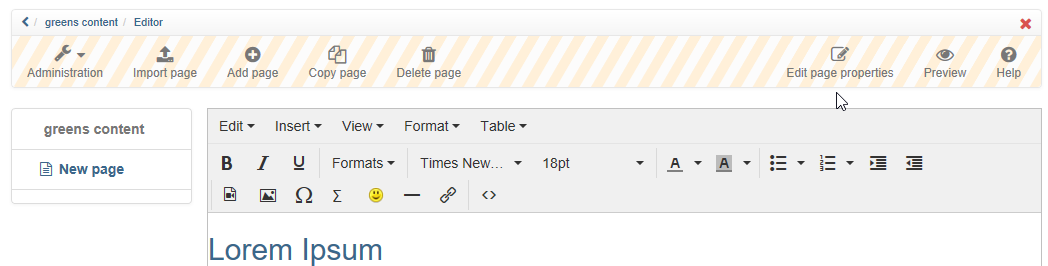 / greens content / Editor
Administration Import page Add page Copy page Delete page Edit page properties Preview Help
greens content
New page
Edit Insert View Format Table
B I U Formats Times New... 18pt A A
Ω Σ <>
Lorem Ipsum